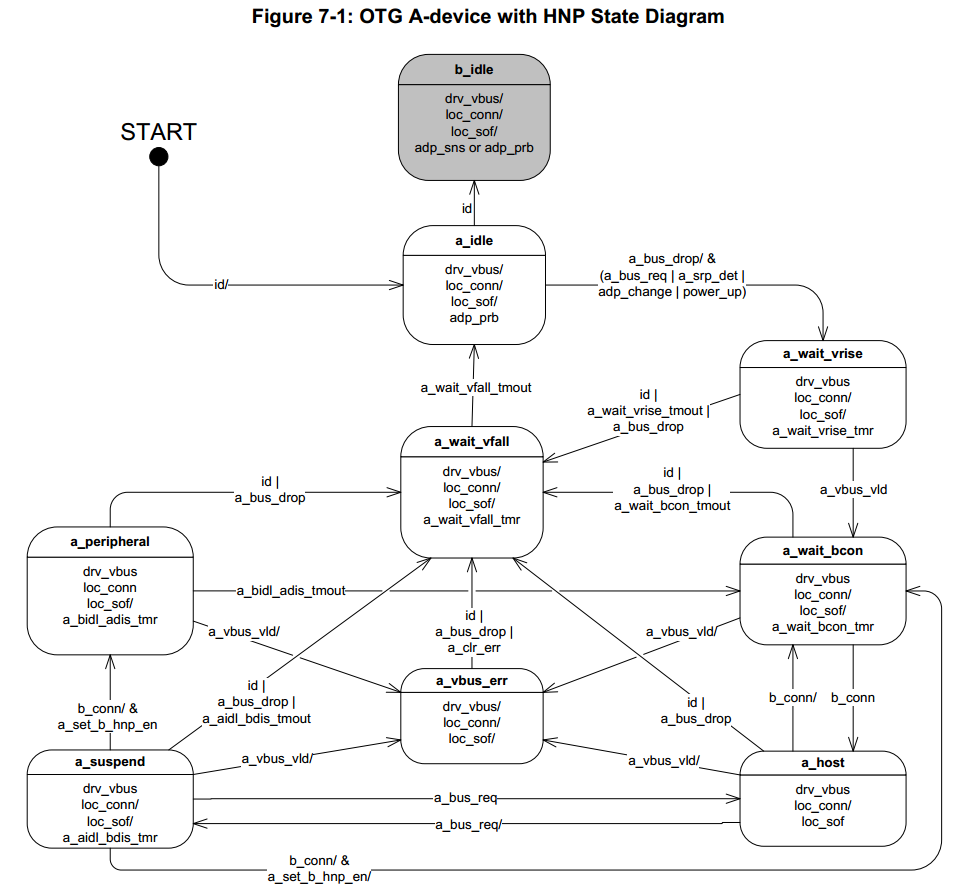 Figure 7-1: OTG A-device with HNP State Diagram
b_idle
drv_vbus/
loc_conn/
loc_sof/
adp_sns or adp_prb
START
id
a_idle
drv_vbus/
loc_conn/
loc_sof/
adp_prb
id/
a_bus_drop/ &
(a_bus_req | a_srp_det |
adp_change | power_up)
a_wait_vrise
drv_vbus
loc_conn/
loc_sof/
a_wait_vrise_tmr
a_wait_vfall_tmout
id |
a_wait_vrise_tmout |
a_bus_drop
a_wait_vfall
drv_vbus/
loc_conn/
loc_sof/
a_wait_vfall_tmr
id |
a_bus_drop
id |
a_bus_drop |
a_wait_bcon_tmout
a_vbus_vld
a_peripheral
drv_vbus
loc_conn
loc_sof/
a_bidl_adis_tmr
a_wait_bcon
drv_vbus
loc_conn/
loc_sof/
a_wait_bcon_tmr
a_bidl_adis_tmout
a_vbus_vld/
id |
a_bus_drop |
a_clr_err
a_vbus_vld/
a_vbus_err
drv_vbus/
loc_conn/
loc_sof/
b_conn/ &
a_set_b_hnp_en
id |
a_bus_drop |
a_aidl_bdis_tmout
id |
a_bus_drop
b_conn/
b_conn
a_suspend
drv_vbus
loc_conn/
loc_sof/
a_aidl_bdis_tmr
a_vbus_vld/
a_vbus_vld/
a_host
drv_vbus
loc_conn/
loc_sof
a_bus_req
a_bus_req/
b_conn/ &
a_set_b_hnp_en/